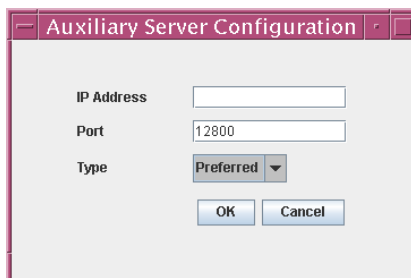 Auxiliary Server Configuration
IP Address
Port 12800
Type Preferred
OK Cancel